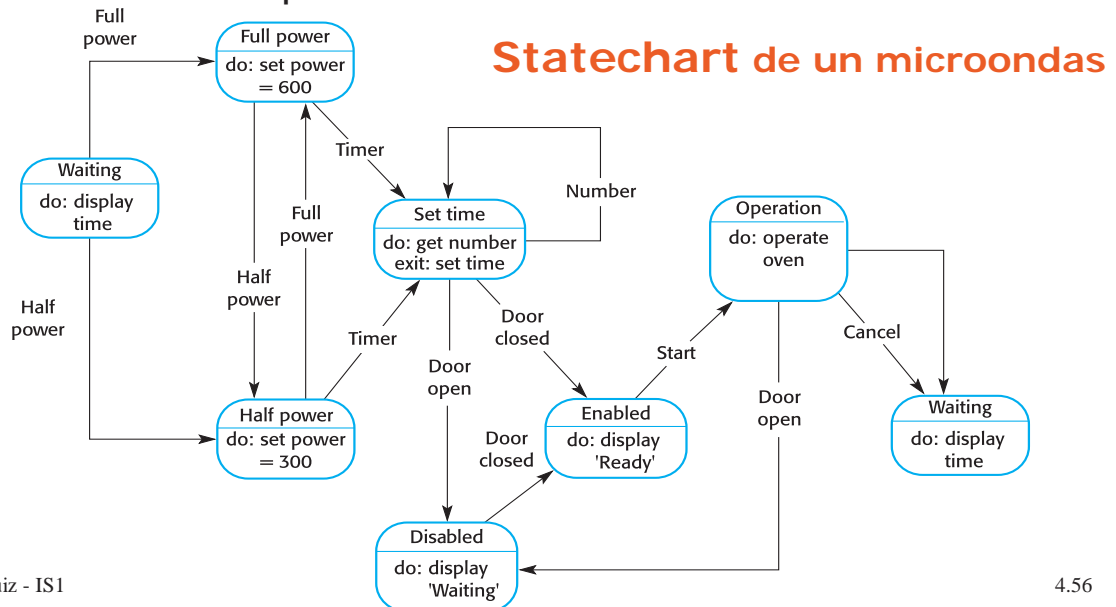 Full
power
Statechart de un microondas
Full power
do: set power
= 600
Timer
Waiting
do: display
time
Number
Full
power
Set time
do: get number
exit: set time
Operation
do: operate
oven
Half
power
Half
power
Timer
Door
closed
Door
open
Start
Cancel
Door
open
Half power
do: set power
= 300
Enabled
do: display
'Ready'
Waiting
do: display
time
Door
closed
Disabled
do: display
'Waiting'
iz - IS1
4.56